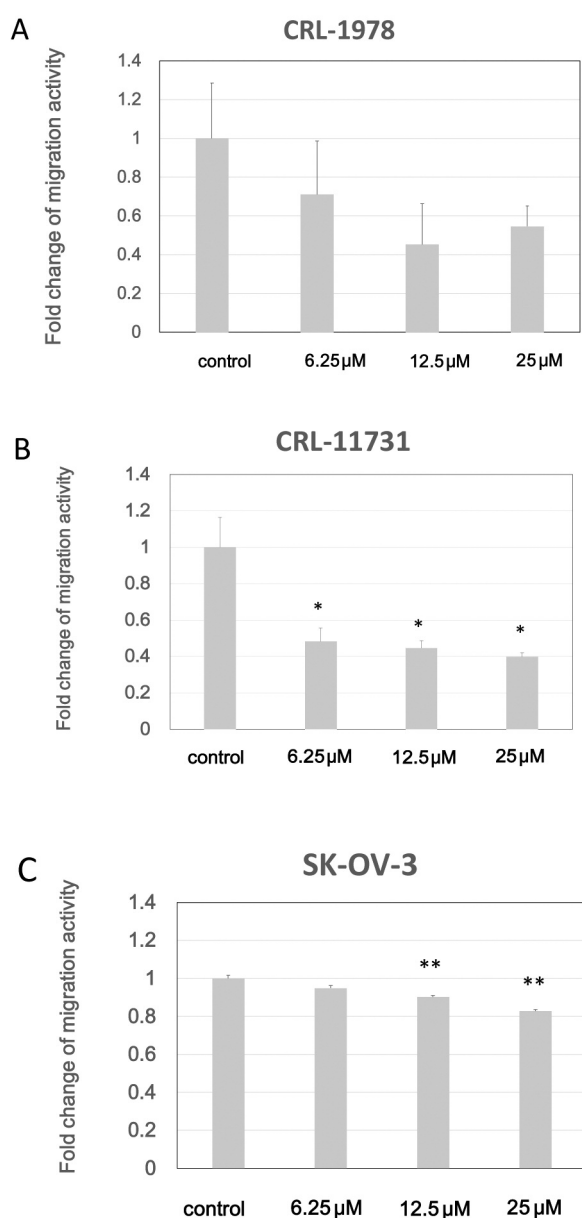 A
CRL-1978
Fold change of migration activity
1.4
1.2
1
0.8
0.6
0.4
0.2
0
control 6.25μM 12.5μM 25μM
B
CRL-11731
Fold change of migration activity
1.4
1.2
1
0.8
0.6
0.4
0.2
0
* * *
control 6.25μM 12.5μM 25μM
C
SK-OV-3
Fold change of migration activity
1.4
1.2
1
0.8
0.6
0.4
0.2
0
** **
control 6.25μM 12.5μM 25μM